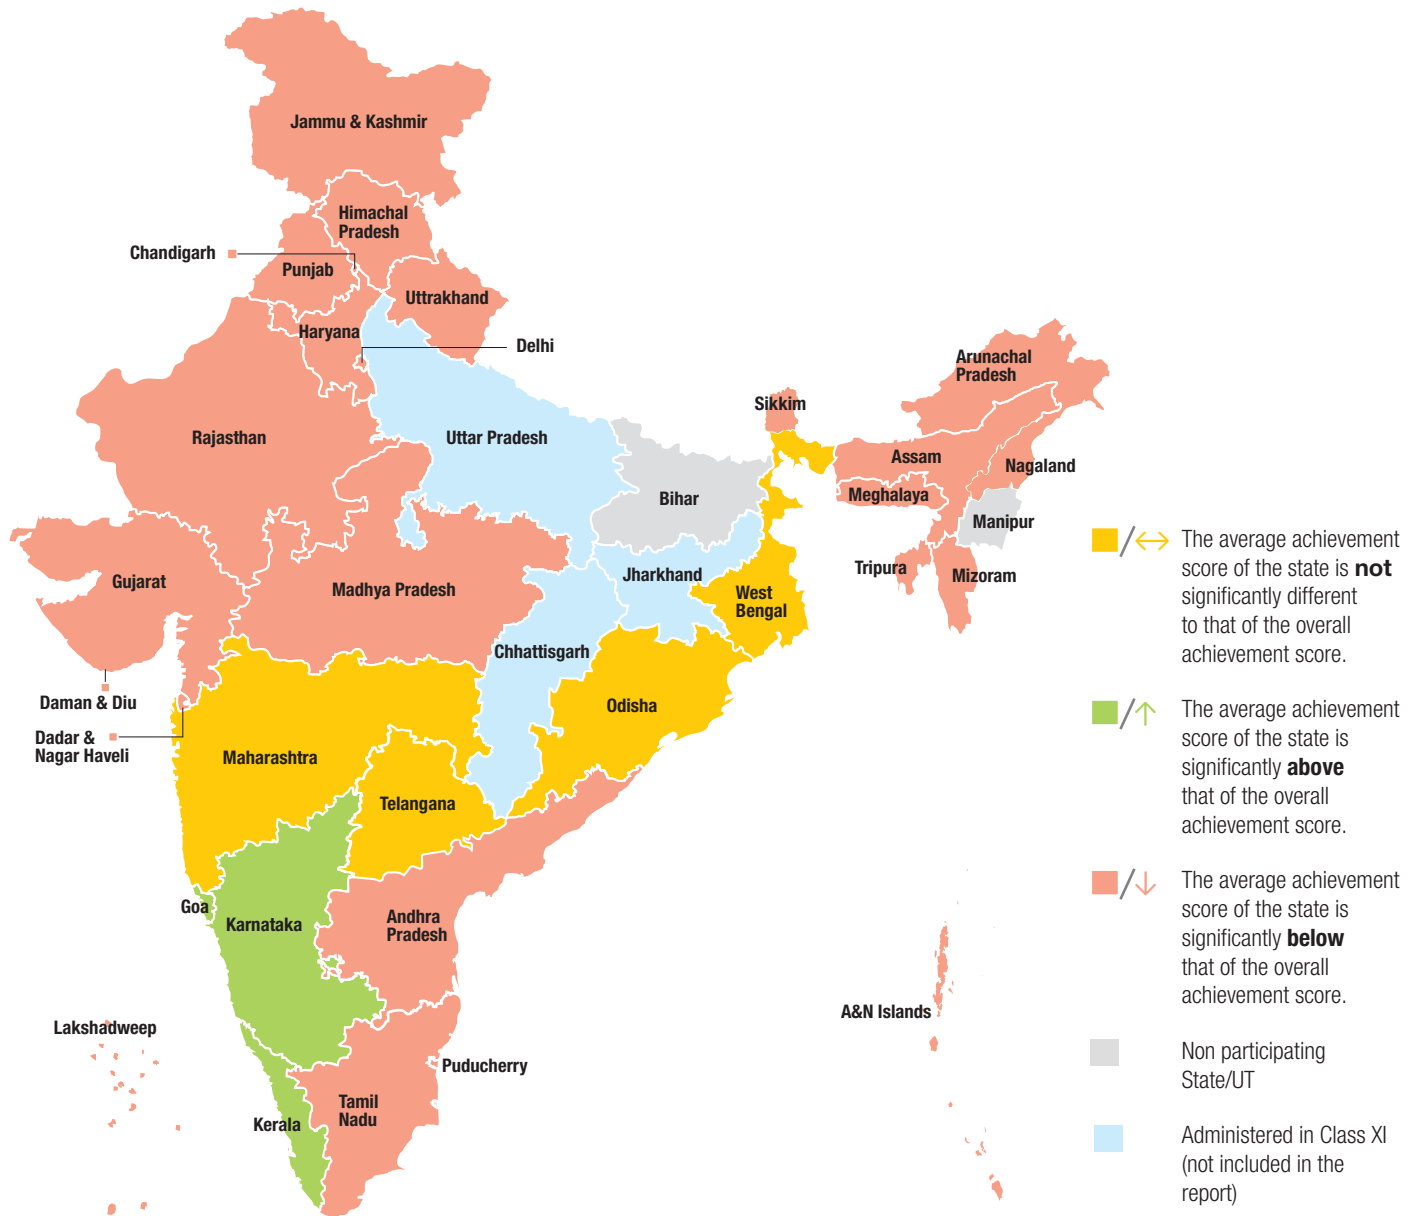 Jammu & Kashmir
Himachal
Pradesh
Chandigarh
Punjab
Uttrakhand
Haryana
Delhi
Arunachal
Pradesh
Sikkim
Rajasthan
Uttar Pradesh
Assam
Nagaland
Bihar
Meghalaya
Manipur
Tripura
Mizoram
Gujarat
Madhya Pradesh
Jharkhand
West
Bengal
Chhattisgarh
Daman & Diu
Odisha
Dadar &
Nagar Haveli
Maharashtra
Telangana
Goa
Karnataka
Andhra
Pradesh
A&N Islands
Lakshadweep
Puducherry
Tamil
Nadu
Kerala
The average achievement
score of the state is not
significantly different
to that of the overall
achievement score.
The average achievement
score of the state is
significantly above
that of the overall
achievement score.
The average achievement
score of the state is
significantly below
that of the overall
achievement score.
Non participating
State/UT
Administered in Class XI
(not included in the
report)